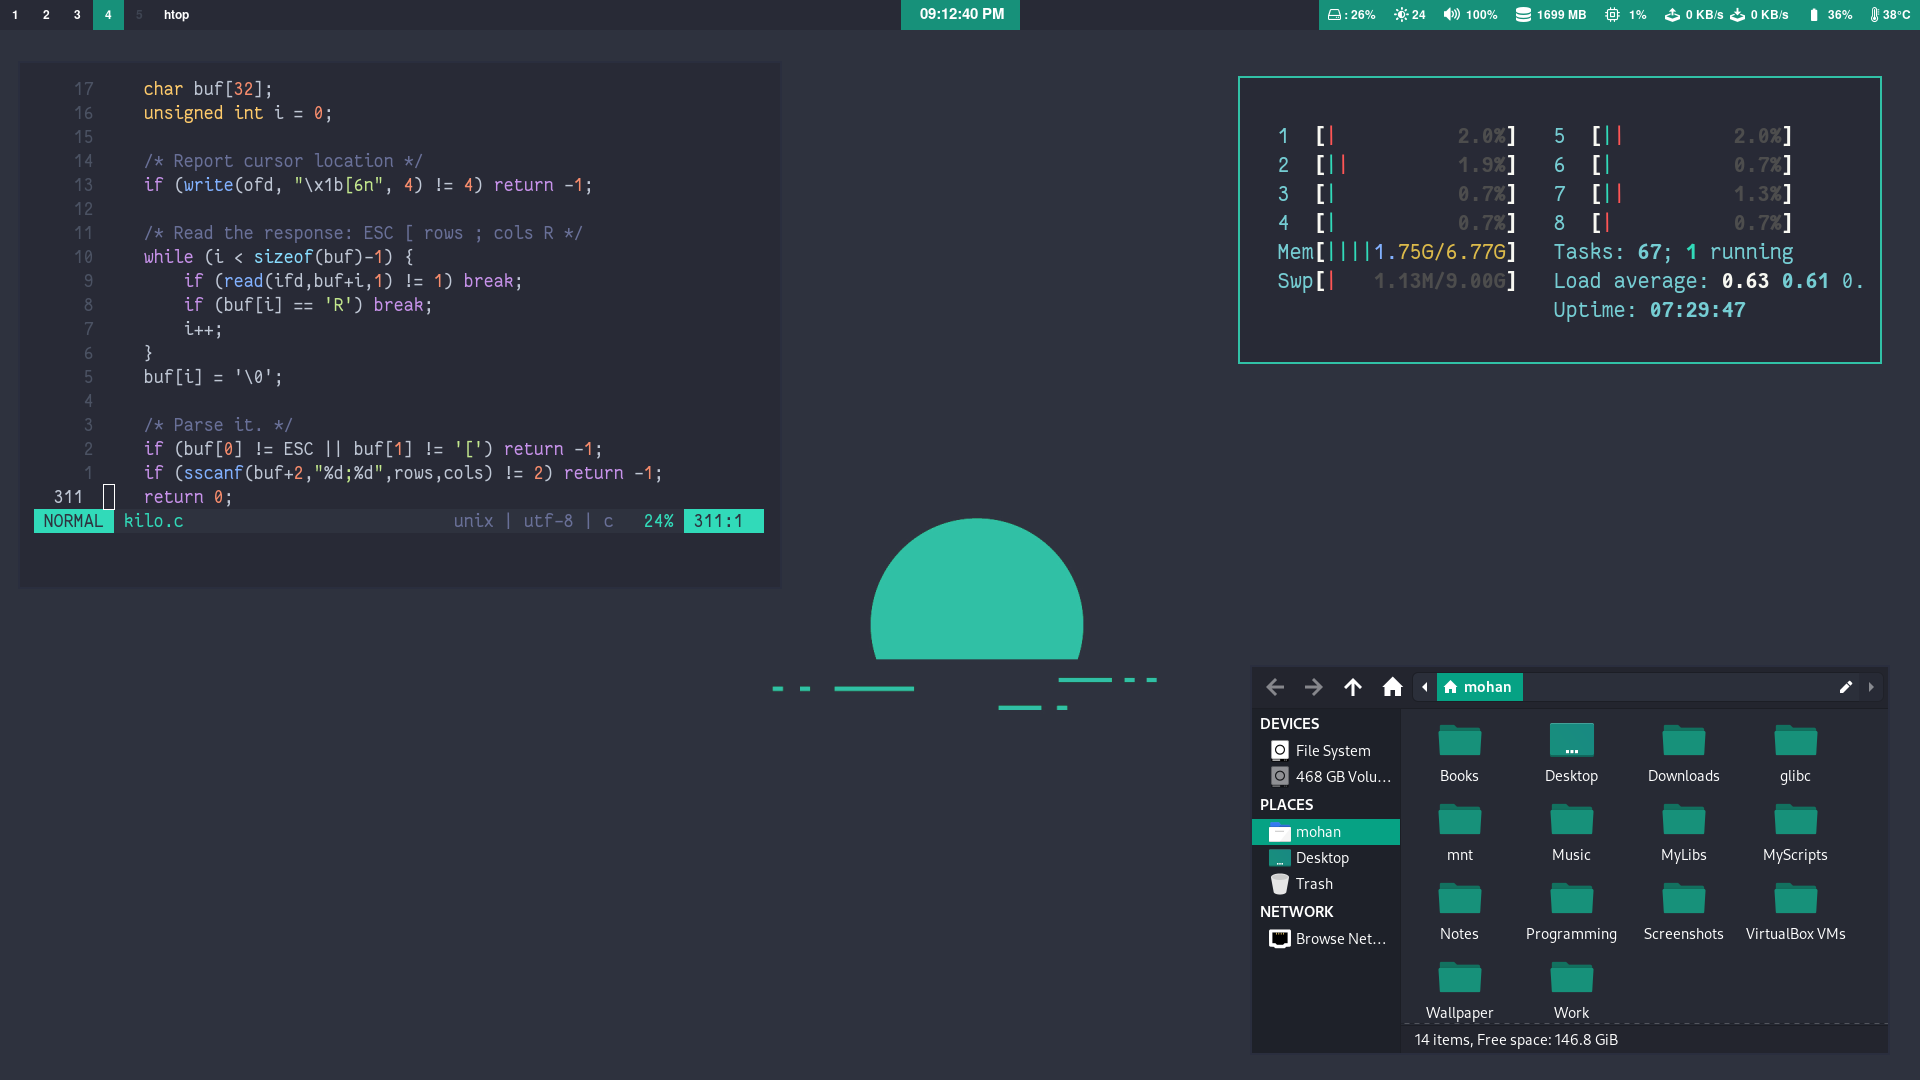 1 2 3 4 5 htop
09:12:40 PM
: 26% 24 100% 1699 MB 1% 0 KB/s 0 KB/s 36% 38°C
17 char buf[32];
16 unsigned int i = 0;
15
14 /* Report cursor location */
13 if (write(ofd, "\x1b[6n", 4) != 4) return -1;
12
11 /* Read the response: ESC [ rows ; cols R */
10 while (i < sizeof(buf)-1) {
9 if (read(ifd,buf+i,1) != 1) break;
8 if (buf[i] == 'R') break;
7 i++;
6 }
5 buf[i] = '\0';
4
3 /* Parse it. */
2 if (buf[0] != ESC || buf[1] != '[') return -1;
1 if (sscanf(buf+2,"%d;%d",rows,cols) != 2) return -1;
311 return 0;
NORMAL kilo.c unix | utf-8 | c 24% 311:1
1 [| 2.0%] 5 [|| 2.0%]
2 [|| 1.9%] 6 [| 0.7%]
3 [| 0.7%] 7 [|| 1.3%]
4 [| 0.7%] 8 [| 0.7%]
Mem[||||1.75G/6.77G] Tasks: 67; 1 running
Swp[| 1.13M/9.00G] Load average: 0.63 0.61 0.
Uptime: 07:29:47
mohan
DEVICES
File System
468 GB Volu...
PLACES
mohan
Desktop
Trash
NETWORK
Browse Net...
Books Desktop Downloads glibc
mnt Music MyLibs MyScripts
Notes Programming Screenshots VirtualBox VMs
Wallpaper Work
14 items, Free space: 146.8 GiB